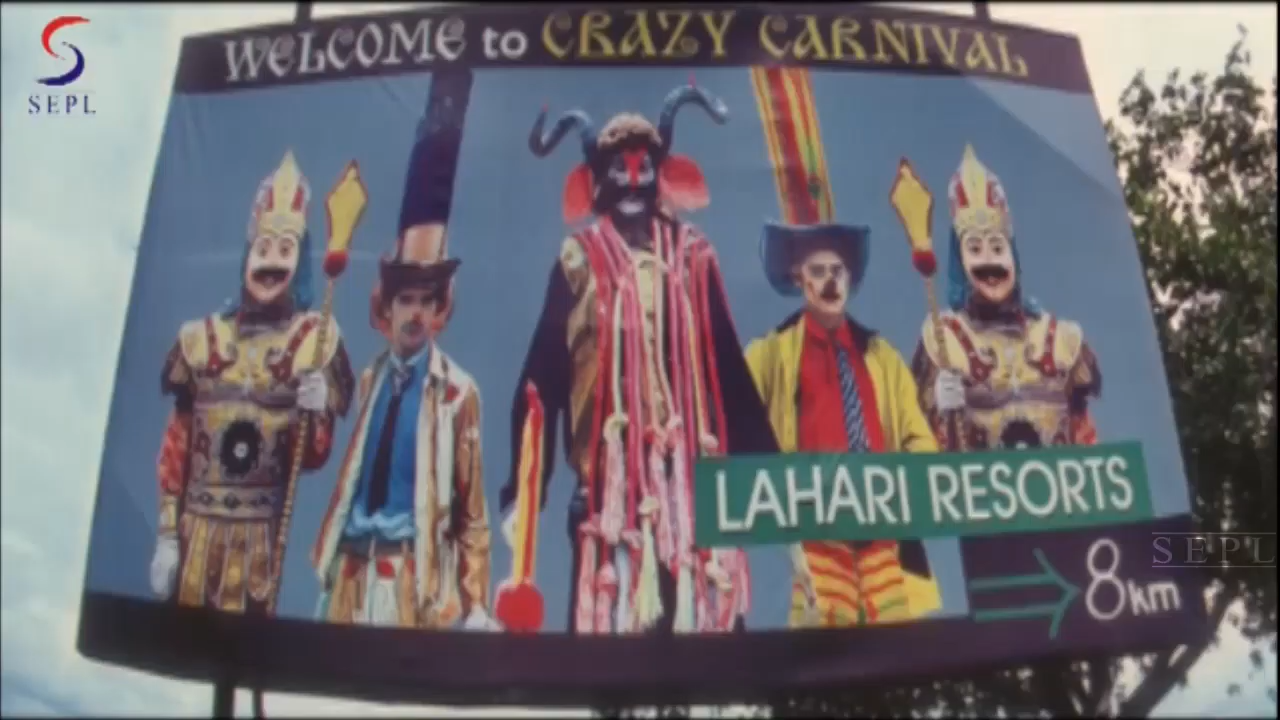 WELCOME to CRAZY CARNIVAL
SEPL
LAHARI RESORTS
SEPL
8km